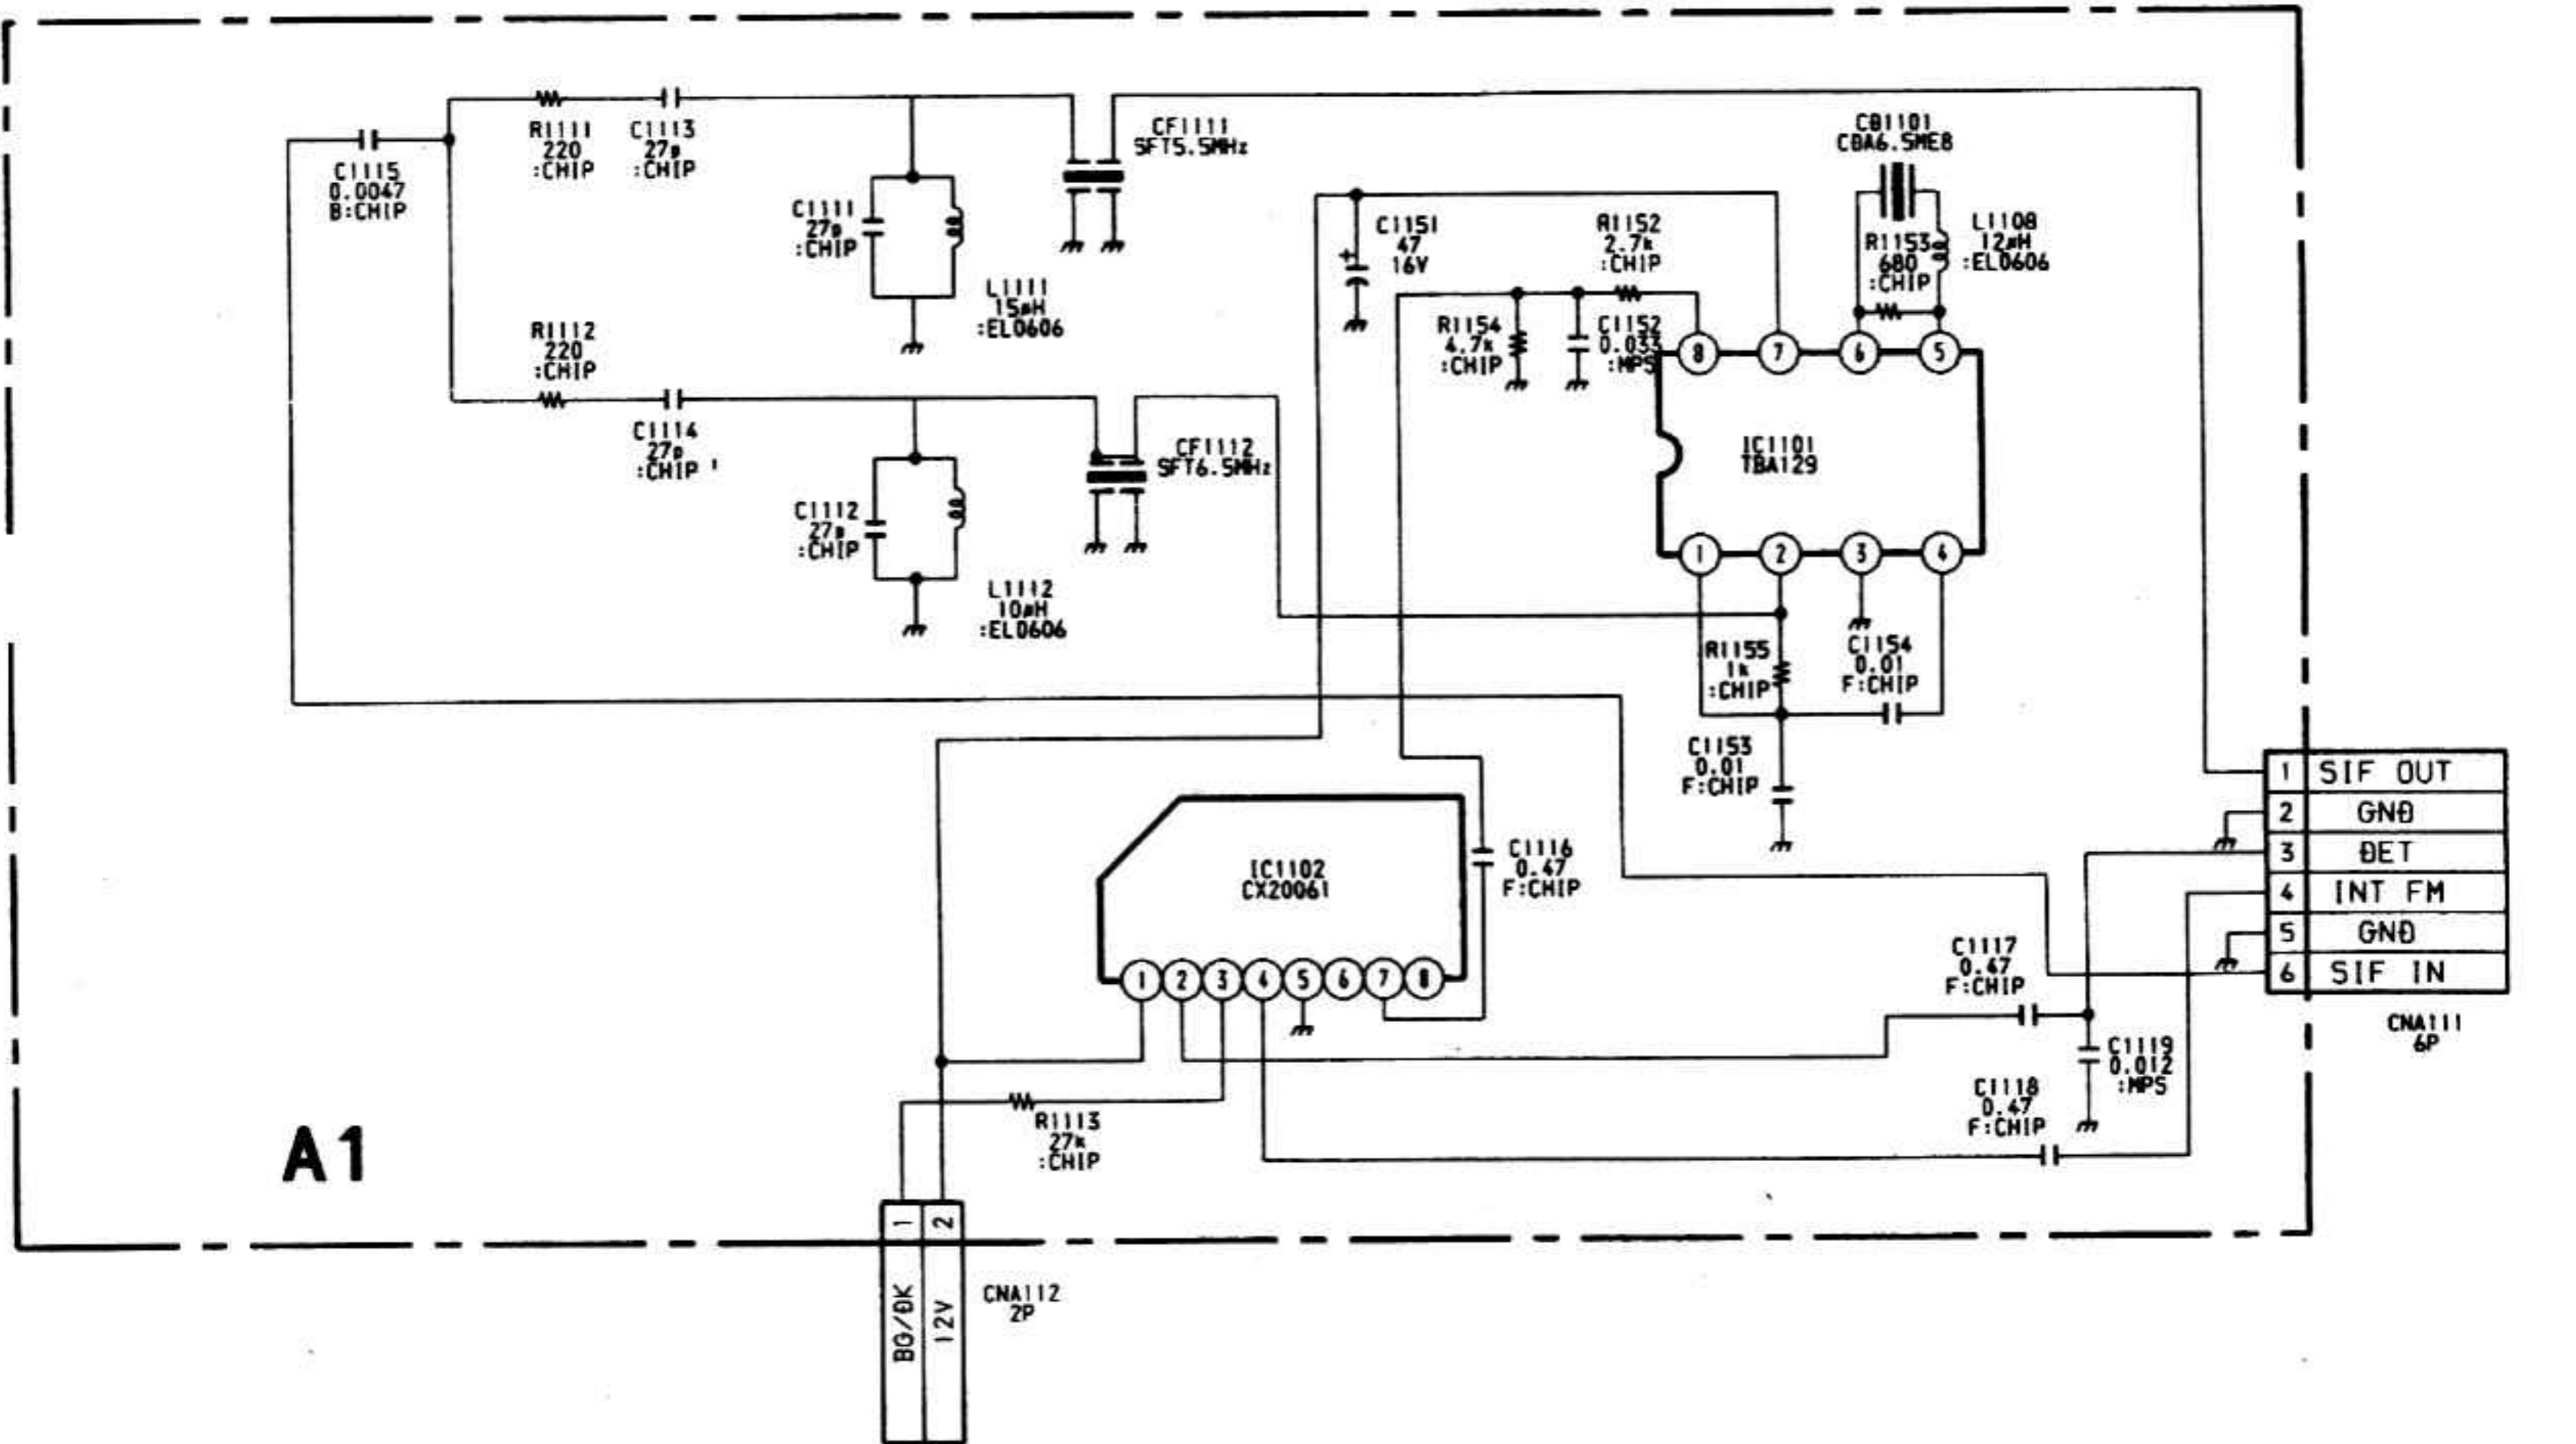 R1111
220
:CHIP
C1113
27p
:CHIP
C1115
0.0047
B:CHIP
CF1111
SFT5.5MHz
CB1101
CDA6.5ME8
C1111
27p
:CHIP
L1111
15µH
:EL0606
C1151
47
16V
+
R1152
2.7k
:CHIP
R1153
680
:CHIP
L1108
12µH
:EL0606
R1112
220
:CHIP
R1154
4.7k
:CHIP
C1152
0.033
:MPS
8
7
6
5
C1114
27p
:CHIP
CF1112
SFT6.5MHz
IC1101
TBA129
C1112
27p
:CHIP
L1112
10µH
:EL0606
1
2
3
4
R1155
1k
:CHIP
C1154
0.01
F:CHIP
C1153
0.01
F:CHIP
1 SIF OUT
2 GND
3 DET
4 INT FM
5 GND
6 SIF IN
CNA111
6P
IC1102
CX20061
C1116
0.47
F:CHIP
1 2 3 4 5 6 7 8
C1117
0.47
F:CHIP
C1119
0.012
:MPS
C1118
0.47
F:CHIP
R1113
27k
:CHIP
A1
1 BG/DK
2 12V
CNA112
2P